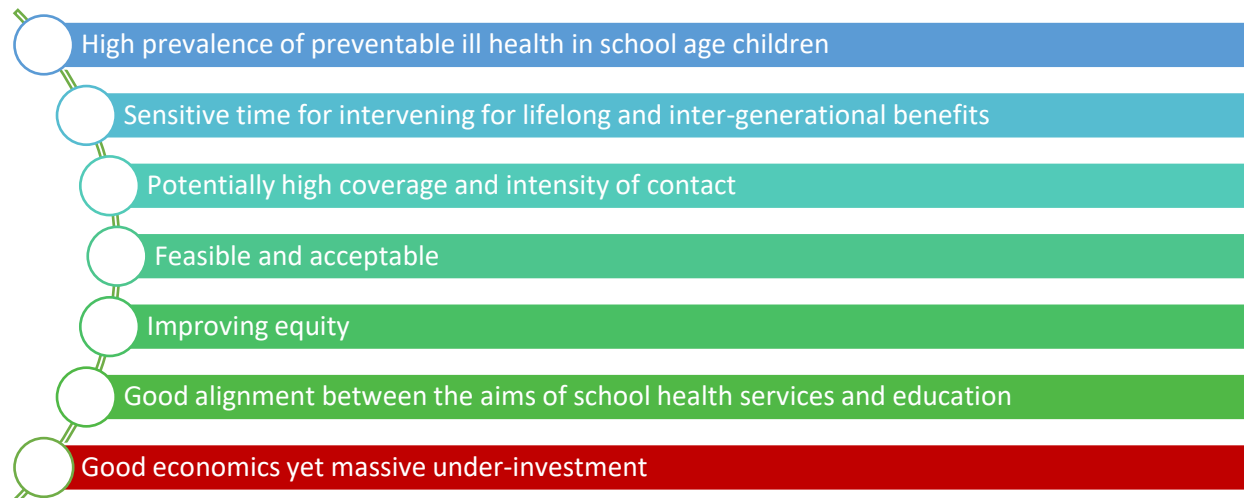 High prevalence of preventable ill health in school age children
Sensitive time for intervening for lifelong and inter-generational benefits
Potentially high coverage and intensity of contact
Feasible and acceptable
Improving equity
Good alignment between the aims of school health services and education
Good economics yet massive under-investment